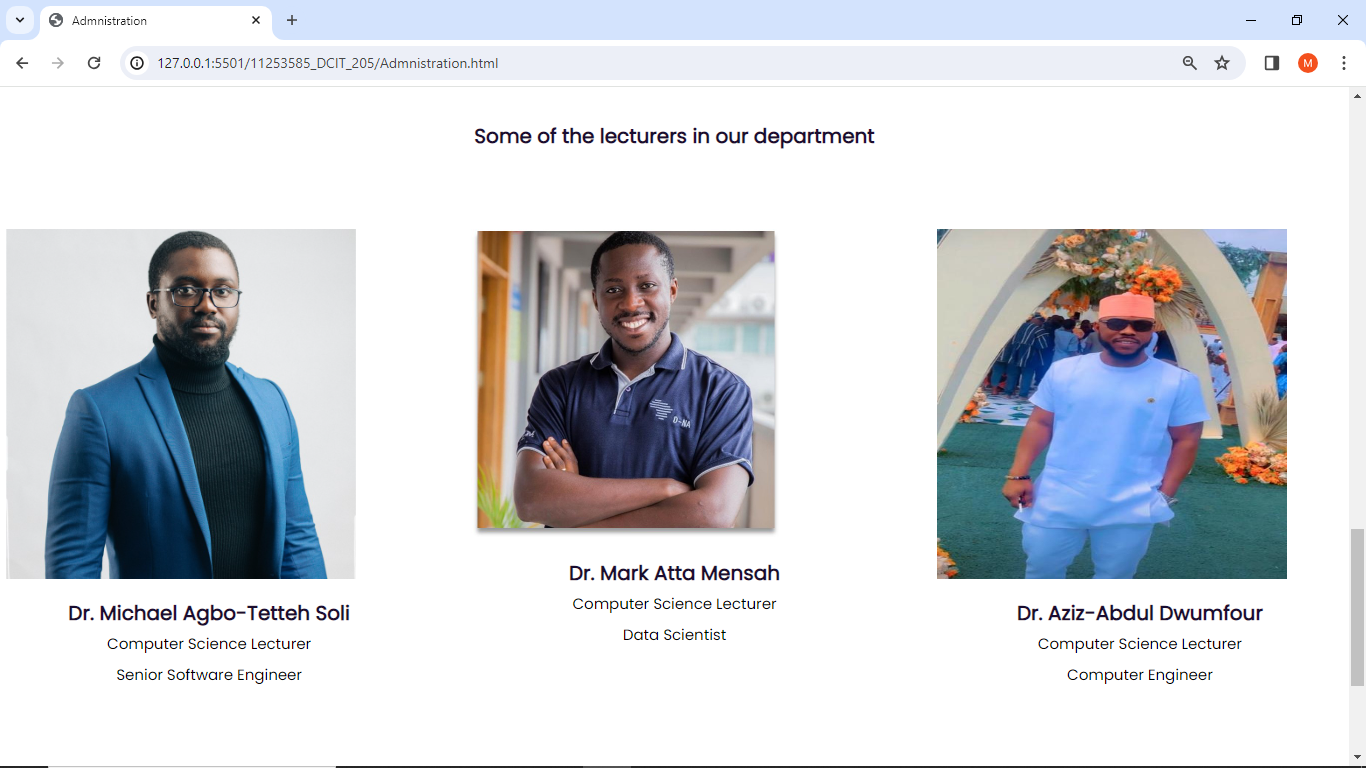 Admnistration
127.0.0.1:5501/11253585_DCIT_205/Admnistration.html
M
Some of the lecturers in our department
D-NA
Dr. Michael Agbo-Tetteh Soli
Computer Science Lecturer
Senior Software Engineer
Dr. Mark Atta Mensah
Computer Science Lecturer
Data Scientist
Dr. Aziz-Abdul Dwumfour
Computer Science Lecturer
Computer Engineer